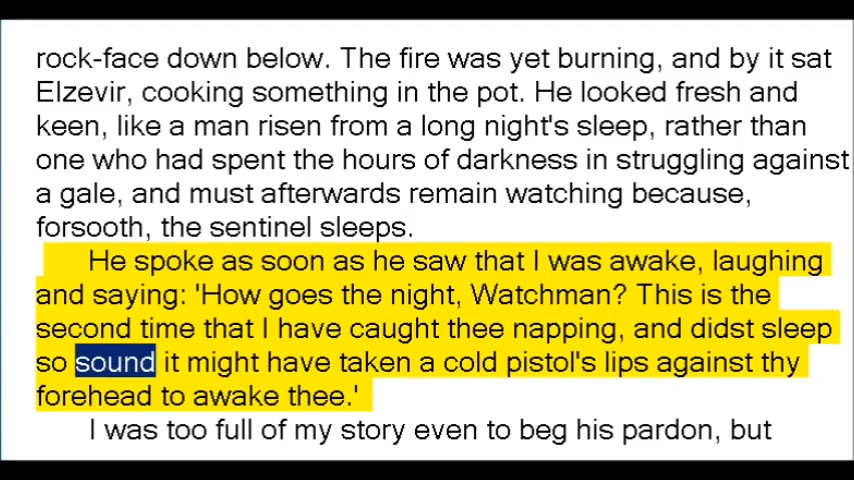 rock-face down below. The fire was yet burning, and by it sat
Elzevir, cooking something in the pot. He looked fresh and
keen, like a man risen from a long night's sleep, rather than
one who had spent the hours of darkness in struggling against
a gale, and must afterwards remain watching because,
forsooth, the sentinel sleeps.
He spoke as soon as he saw that I was awake, laughing
and saying: 'How goes the night, Watchman? This is the
second time that I have caught thee napping, and didst sleep
so sound it might have taken a cold pistol's lips against thy
forehead to awake thee.'
I was too full of my story even to beg his pardon, but